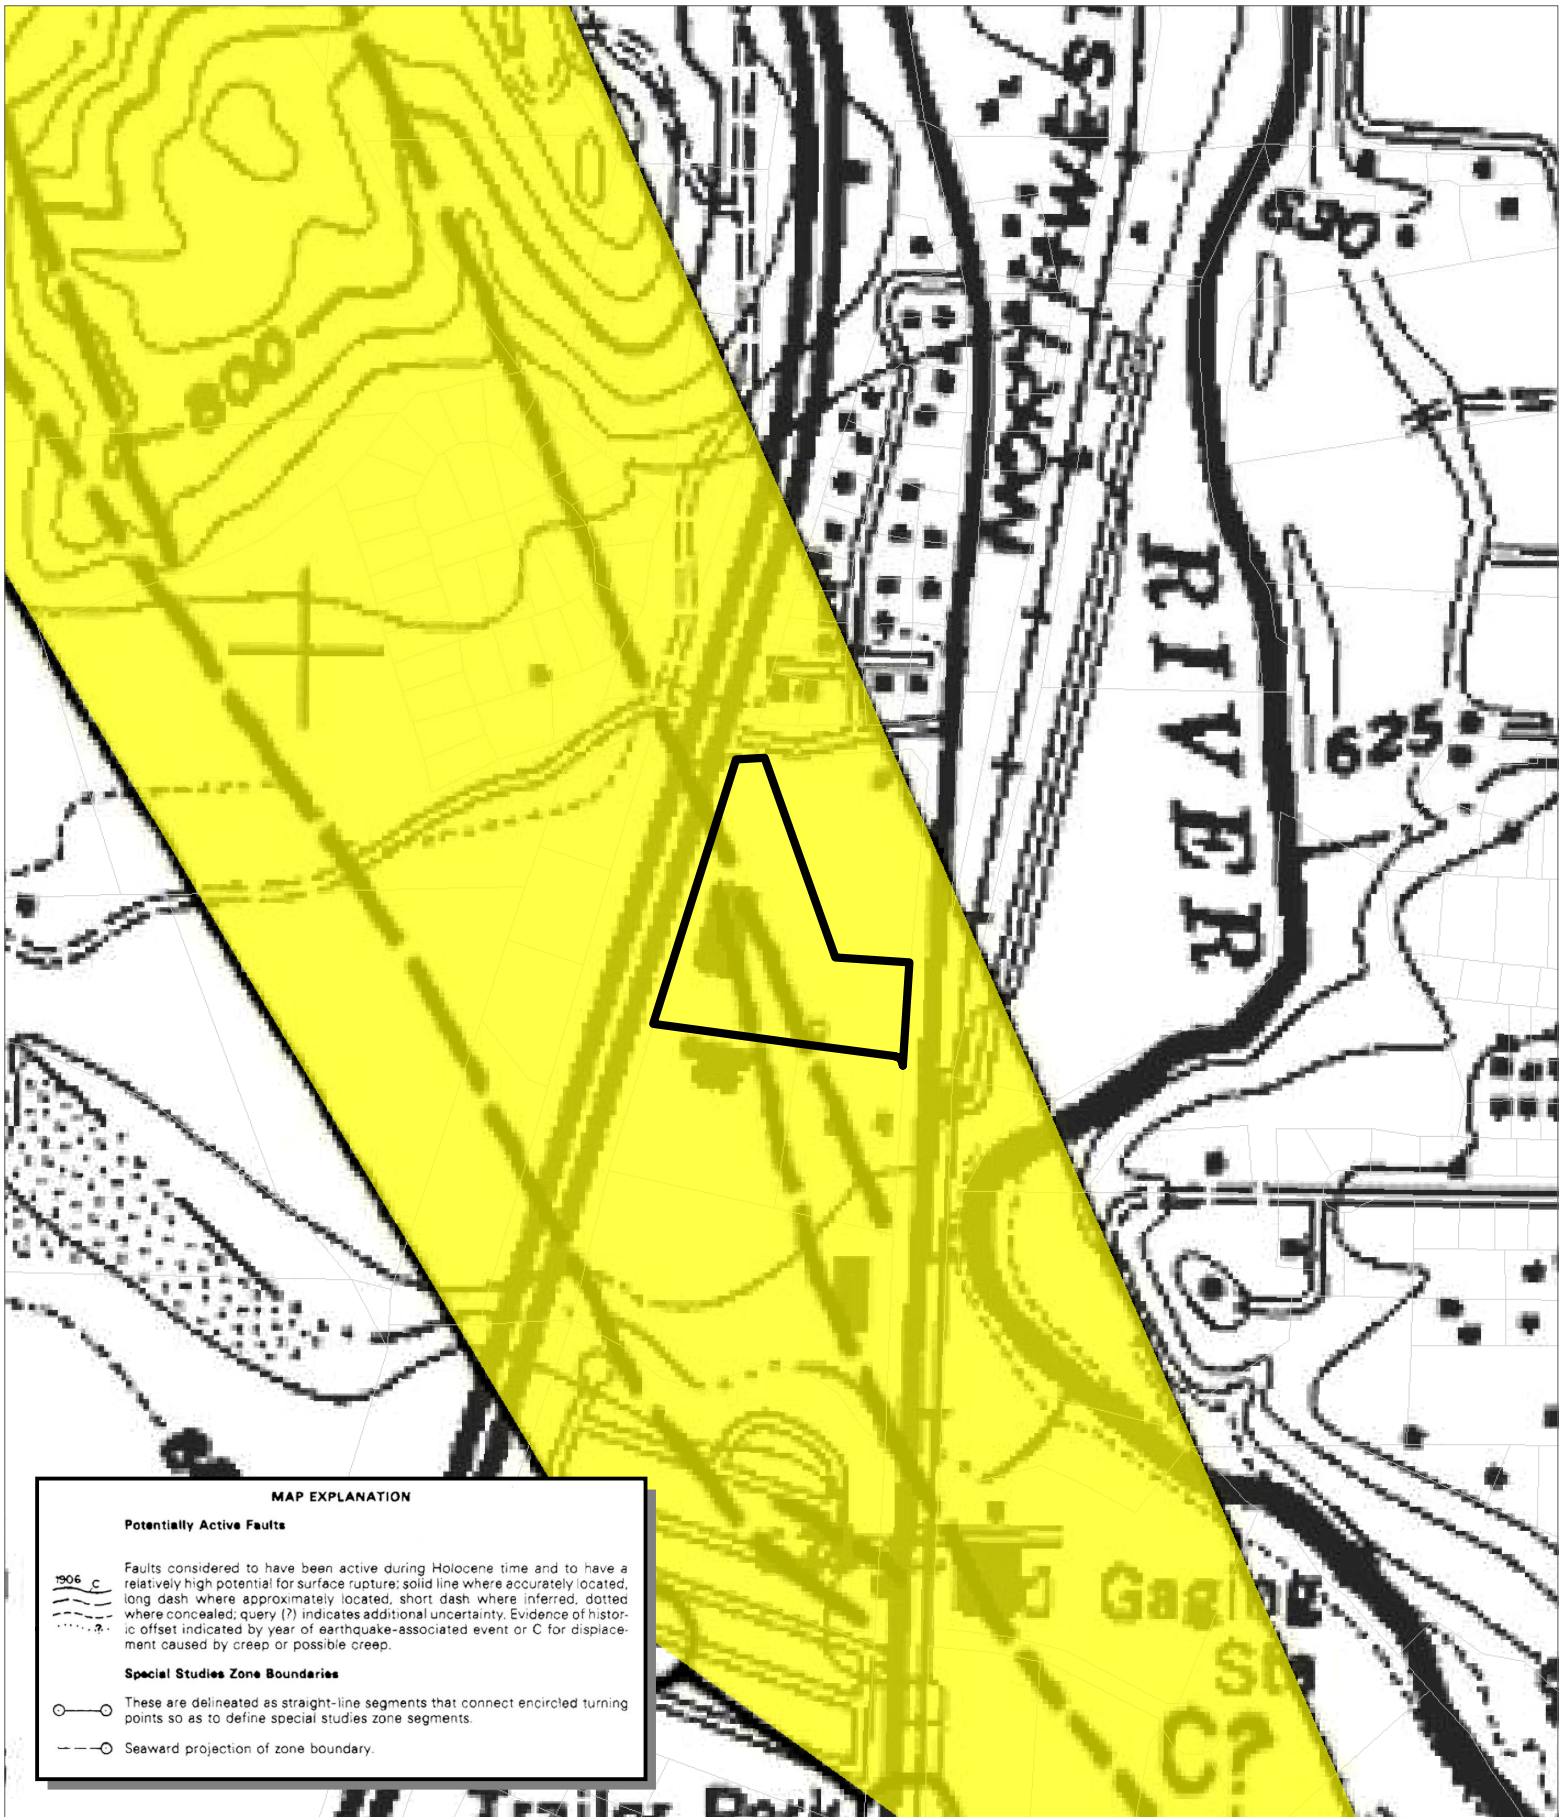 630
800
NORTHWEST
RIVER
625
Gaging
Sta
C?
MAP EXPLANATION
Potentially Active Faults
1906 C
Faults considered to have been active during Holocene time and to have a
relatively high potential for surface rupture; solid line where accurately located,
long dash where approximately located, short dash where inferred, dotted
where concealed; query (?) indicates additional uncertainty. Evidence of histor-
ic offset indicated by year of earthquake-associated event or C for displace-
ment caused by creep or possible creep.
?
Special Studies Zone Boundaries
These are delineated as straight-line segments that connect encircled turning
points so as to define special studies zone segments.
Seaward projection of zone boundary.
Trailer Park